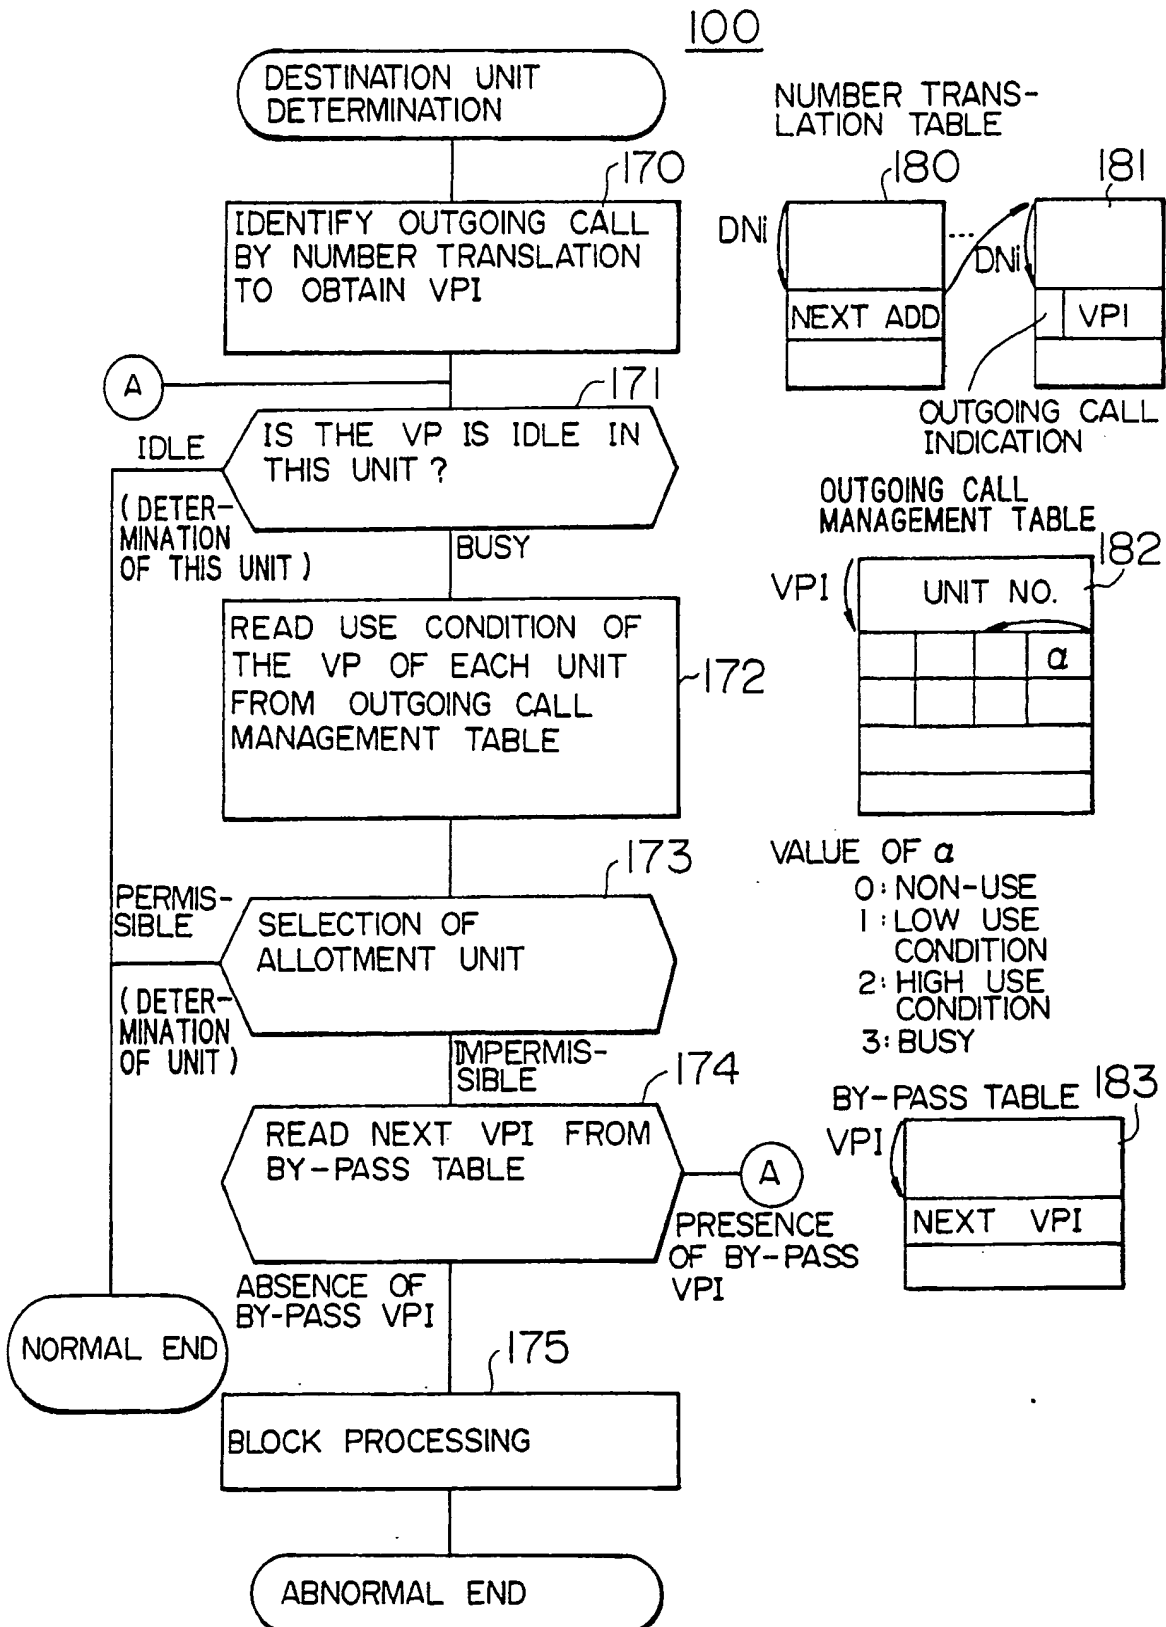 100
DESTINATION UNIT
DETERMINATION
170
IDENTIFY OUTGOING CALL
BY NUMBER TRANSLATION
TO OBTAIN VPI
A
171
IS THE VP IS IDLE IN
THIS UNIT ?
IDLE
(DETER-
MINATION
OF THIS UNIT)
BUSY
READ USE CONDITION OF
THE VP OF EACH UNIT
FROM OUTGOING CALL
MANAGEMENT TABLE
172
173
SELECTION OF
ALLOTMENT UNIT
PERMIS-
SIBLE
(DETER-
MINATION
OF UNIT)
IMPERMIS-
SIBLE
174
READ NEXT VPI FROM
BY-PASS TABLE
A
PRESENCE
OF BY-PASS
VPI
ABSENCE OF
BY-PASS VPI
NORMAL END
175
BLOCK PROCESSING
ABNORMAL END
NUMBER TRANS-
LATION TABLE
180
181
DNi
...
DNi
NEXT ADD
VPI
OUTGOING CALL
INDICATION
OUTGOING CALL
MANAGEMENT TABLE
182
VPI
UNIT NO.
α
VALUE OF α
0: NON-USE
1: LOW USE
CONDITION
2: HIGH USE
CONDITION
3: BUSY
BY-PASS TABLE
183
VPI
NEXT VPI